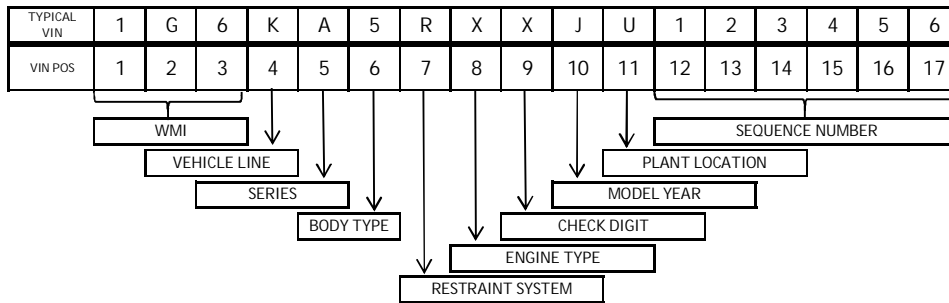 TYPICAL
VIN 1 G 6 K A 5 R X X J U 1 2 3 4 5 6
VIN POS 1 2 3 4 5 6 7 8 9 10 11 12 13 14 15 16 17
WMI SEQUENCE NUMBER
VEHICLE LINE PLANT LOCATION
SERIES MODEL YEAR
BODY TYPE CHECK DIGIT
ENGINE TYPE
RESTRAINT SYSTEM